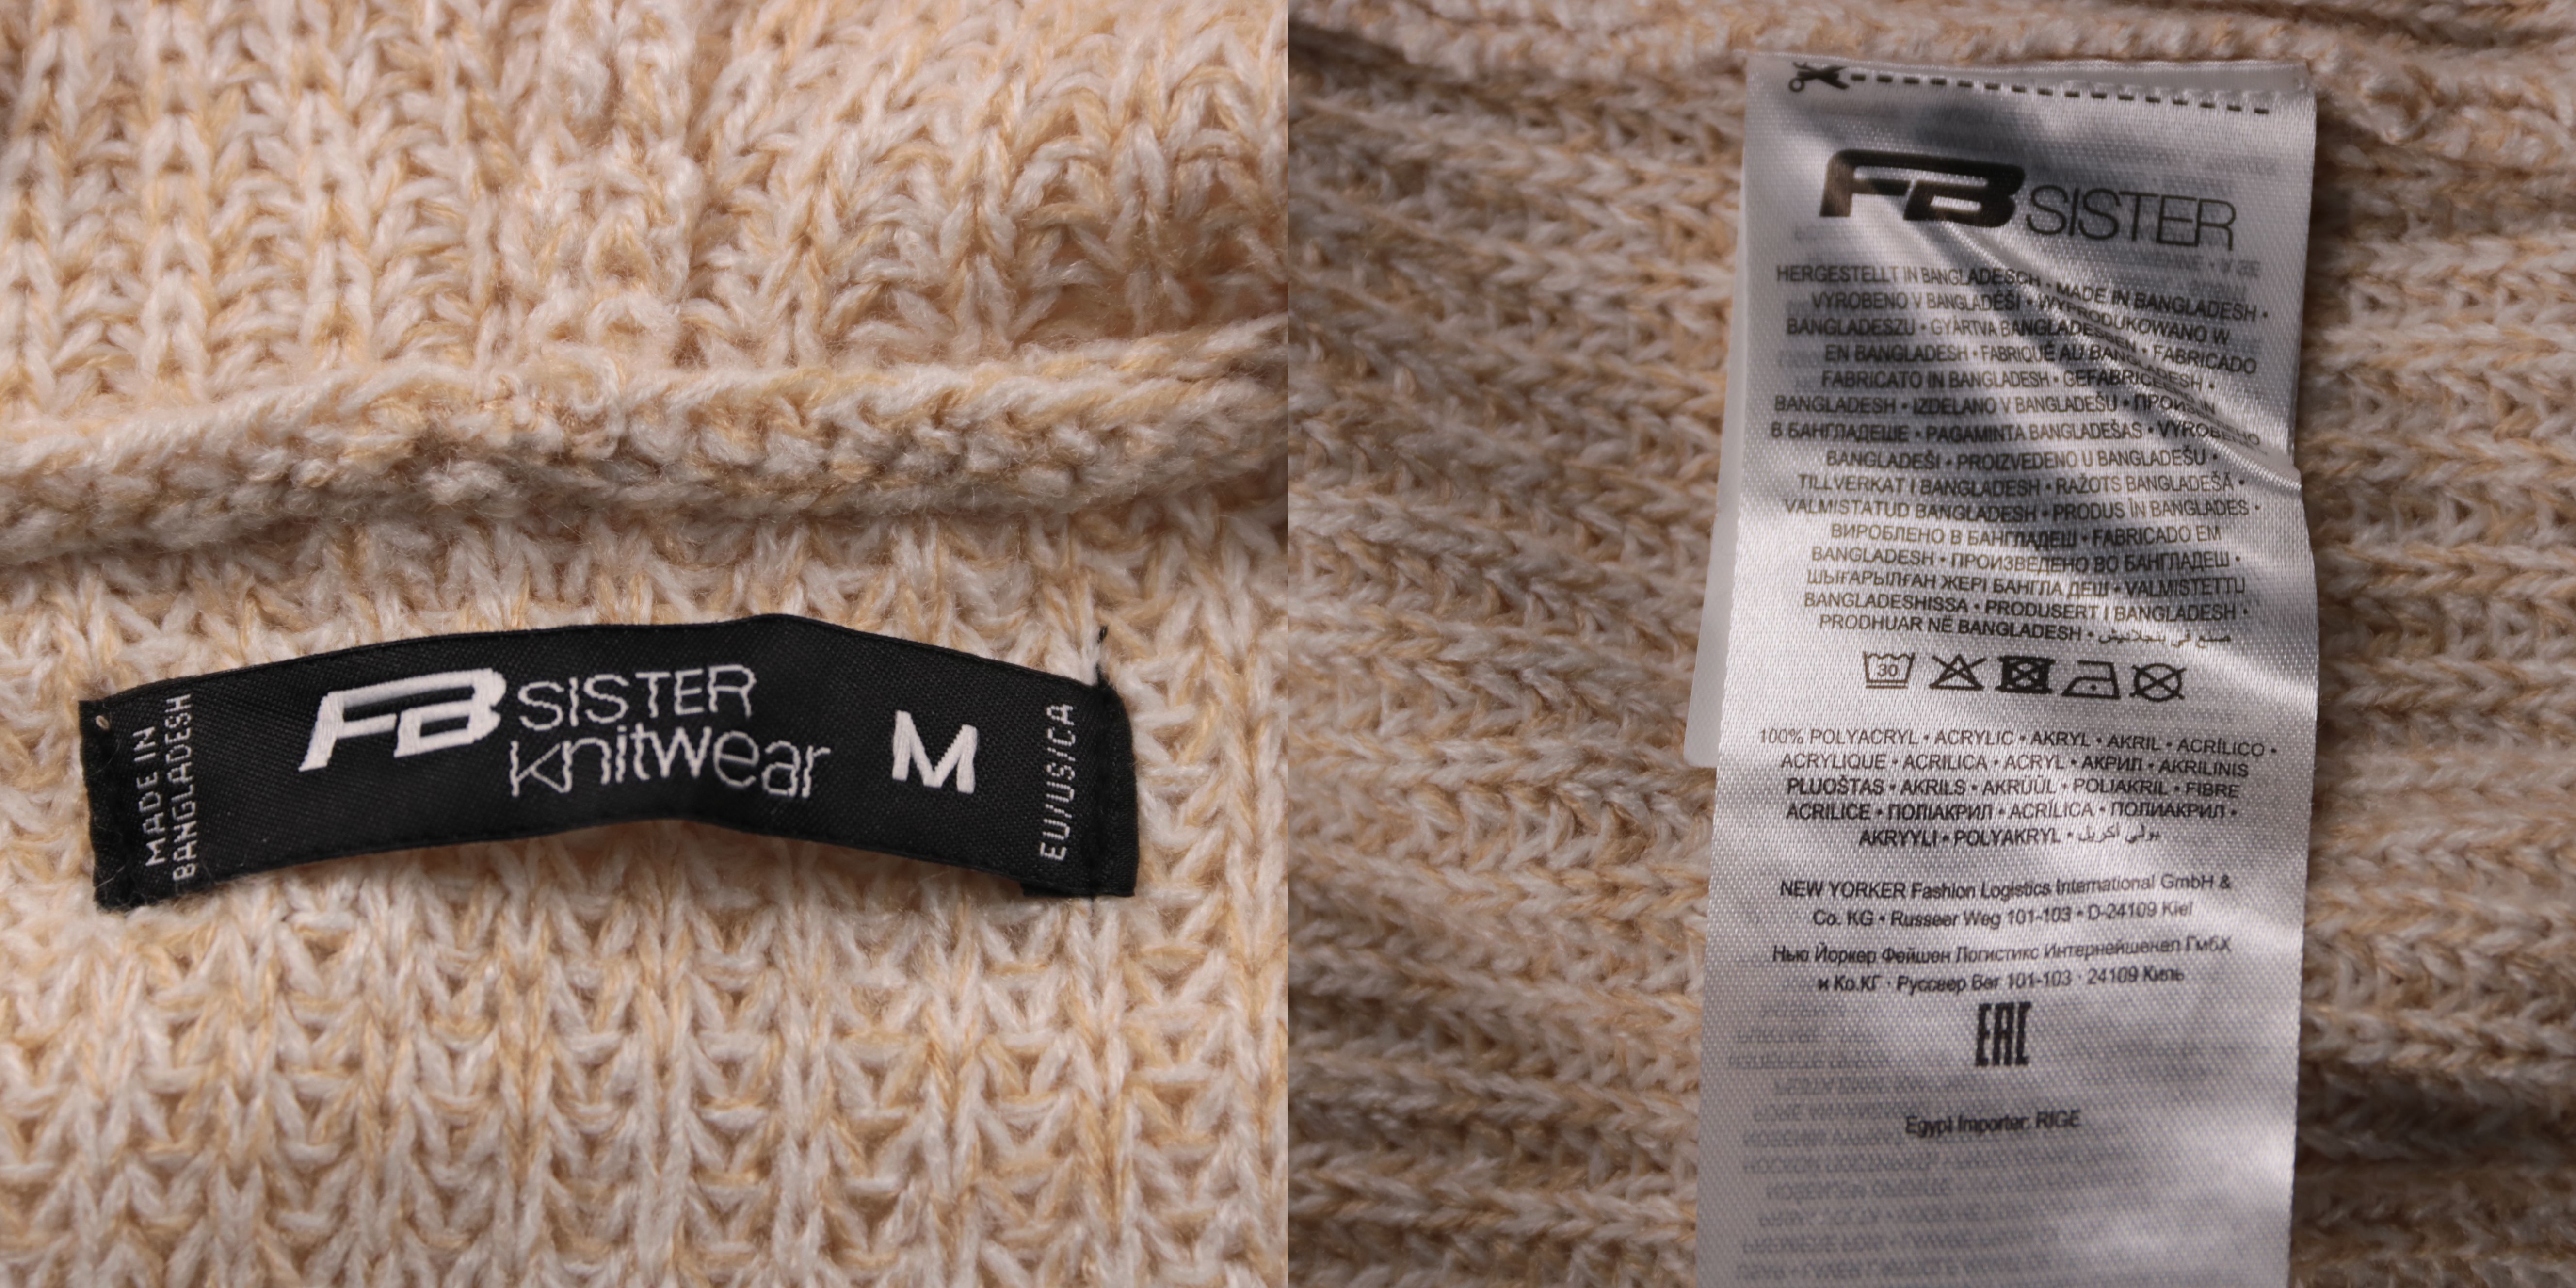 FB SISTER
knitwear
M
MADE IN
BANGLADESH
EU/US/CA
FB SISTER
HERGESTELLT IN BANGLADESCH • MADE IN BANGLADESH •
VYROBENO V BANGLADÉŠI • WYPRODUKOWANO W
BANGLADESZU • GYÁRTVA BANGLADESBEN • FABRICADO
EN BANGLADESH • FABRIQUÉ AU BANGLADESH •
FABRICATO IN BANGLADESH • GEFABRICEERD IN
BANGLADESH • IZDELANO V BANGLADEŠU •
В БАНГЛАДЕШЕ • PAGAMINTA BANGLADEŠAS • VYROBENO
BANGLADEŠI • PROIZVEDENO U BANGLADEŠU •
TILLVERKAT I BANGLADESH • RAŽOTS BANGLADEŠĀ •
VALMISTATUD BANGLADESH • PRODUS ÎN BANGLADES •
ВИРОБЛЕНО В БАНГЛАДЕШ • FABRICADO EM
BANGLADESH • ПРОИЗВЕДЕНО ВО БАНГЛАДЕШ •
ШЫҒАРЫЛҒАН ЖЕРІ БАНГЛА ДЕШ • VALMISTETTU
BANGLADESHISSA • PRODUSERT I BANGLADESH •
PRODHUAR NË BANGLADESH • صنع في بنجلاديش
30
100% POLYACRYL • ACRYLIC • AKRYL • AKRIL • ACRÍLICO •
ACRYLIQUE • ACRILICA • ACRYL • АКРИЛ • AKRILINIS
PLUOŠTAS • AKRILS • AKRÜÜL • POLIAKRIL • FIBRE
ACRILICE • ПОЛІАКРИЛ • ACRÍLICA • ПОЛИАКРИЛ •
AKRYYLI • POLYAKRYL • بولي اكريل
NEW YORKER Fashion Logistics International GmbH &
Co. KG • Russeer Weg 101-103 • D-24109 Kiel
Нью Йоркер Фейшен Логистикс Интернейшенел ГмбХ
и Ко.КГ · Руссеер Вег 101-103 · 24109 Киль
EAC
Egypt Importer: RIGE